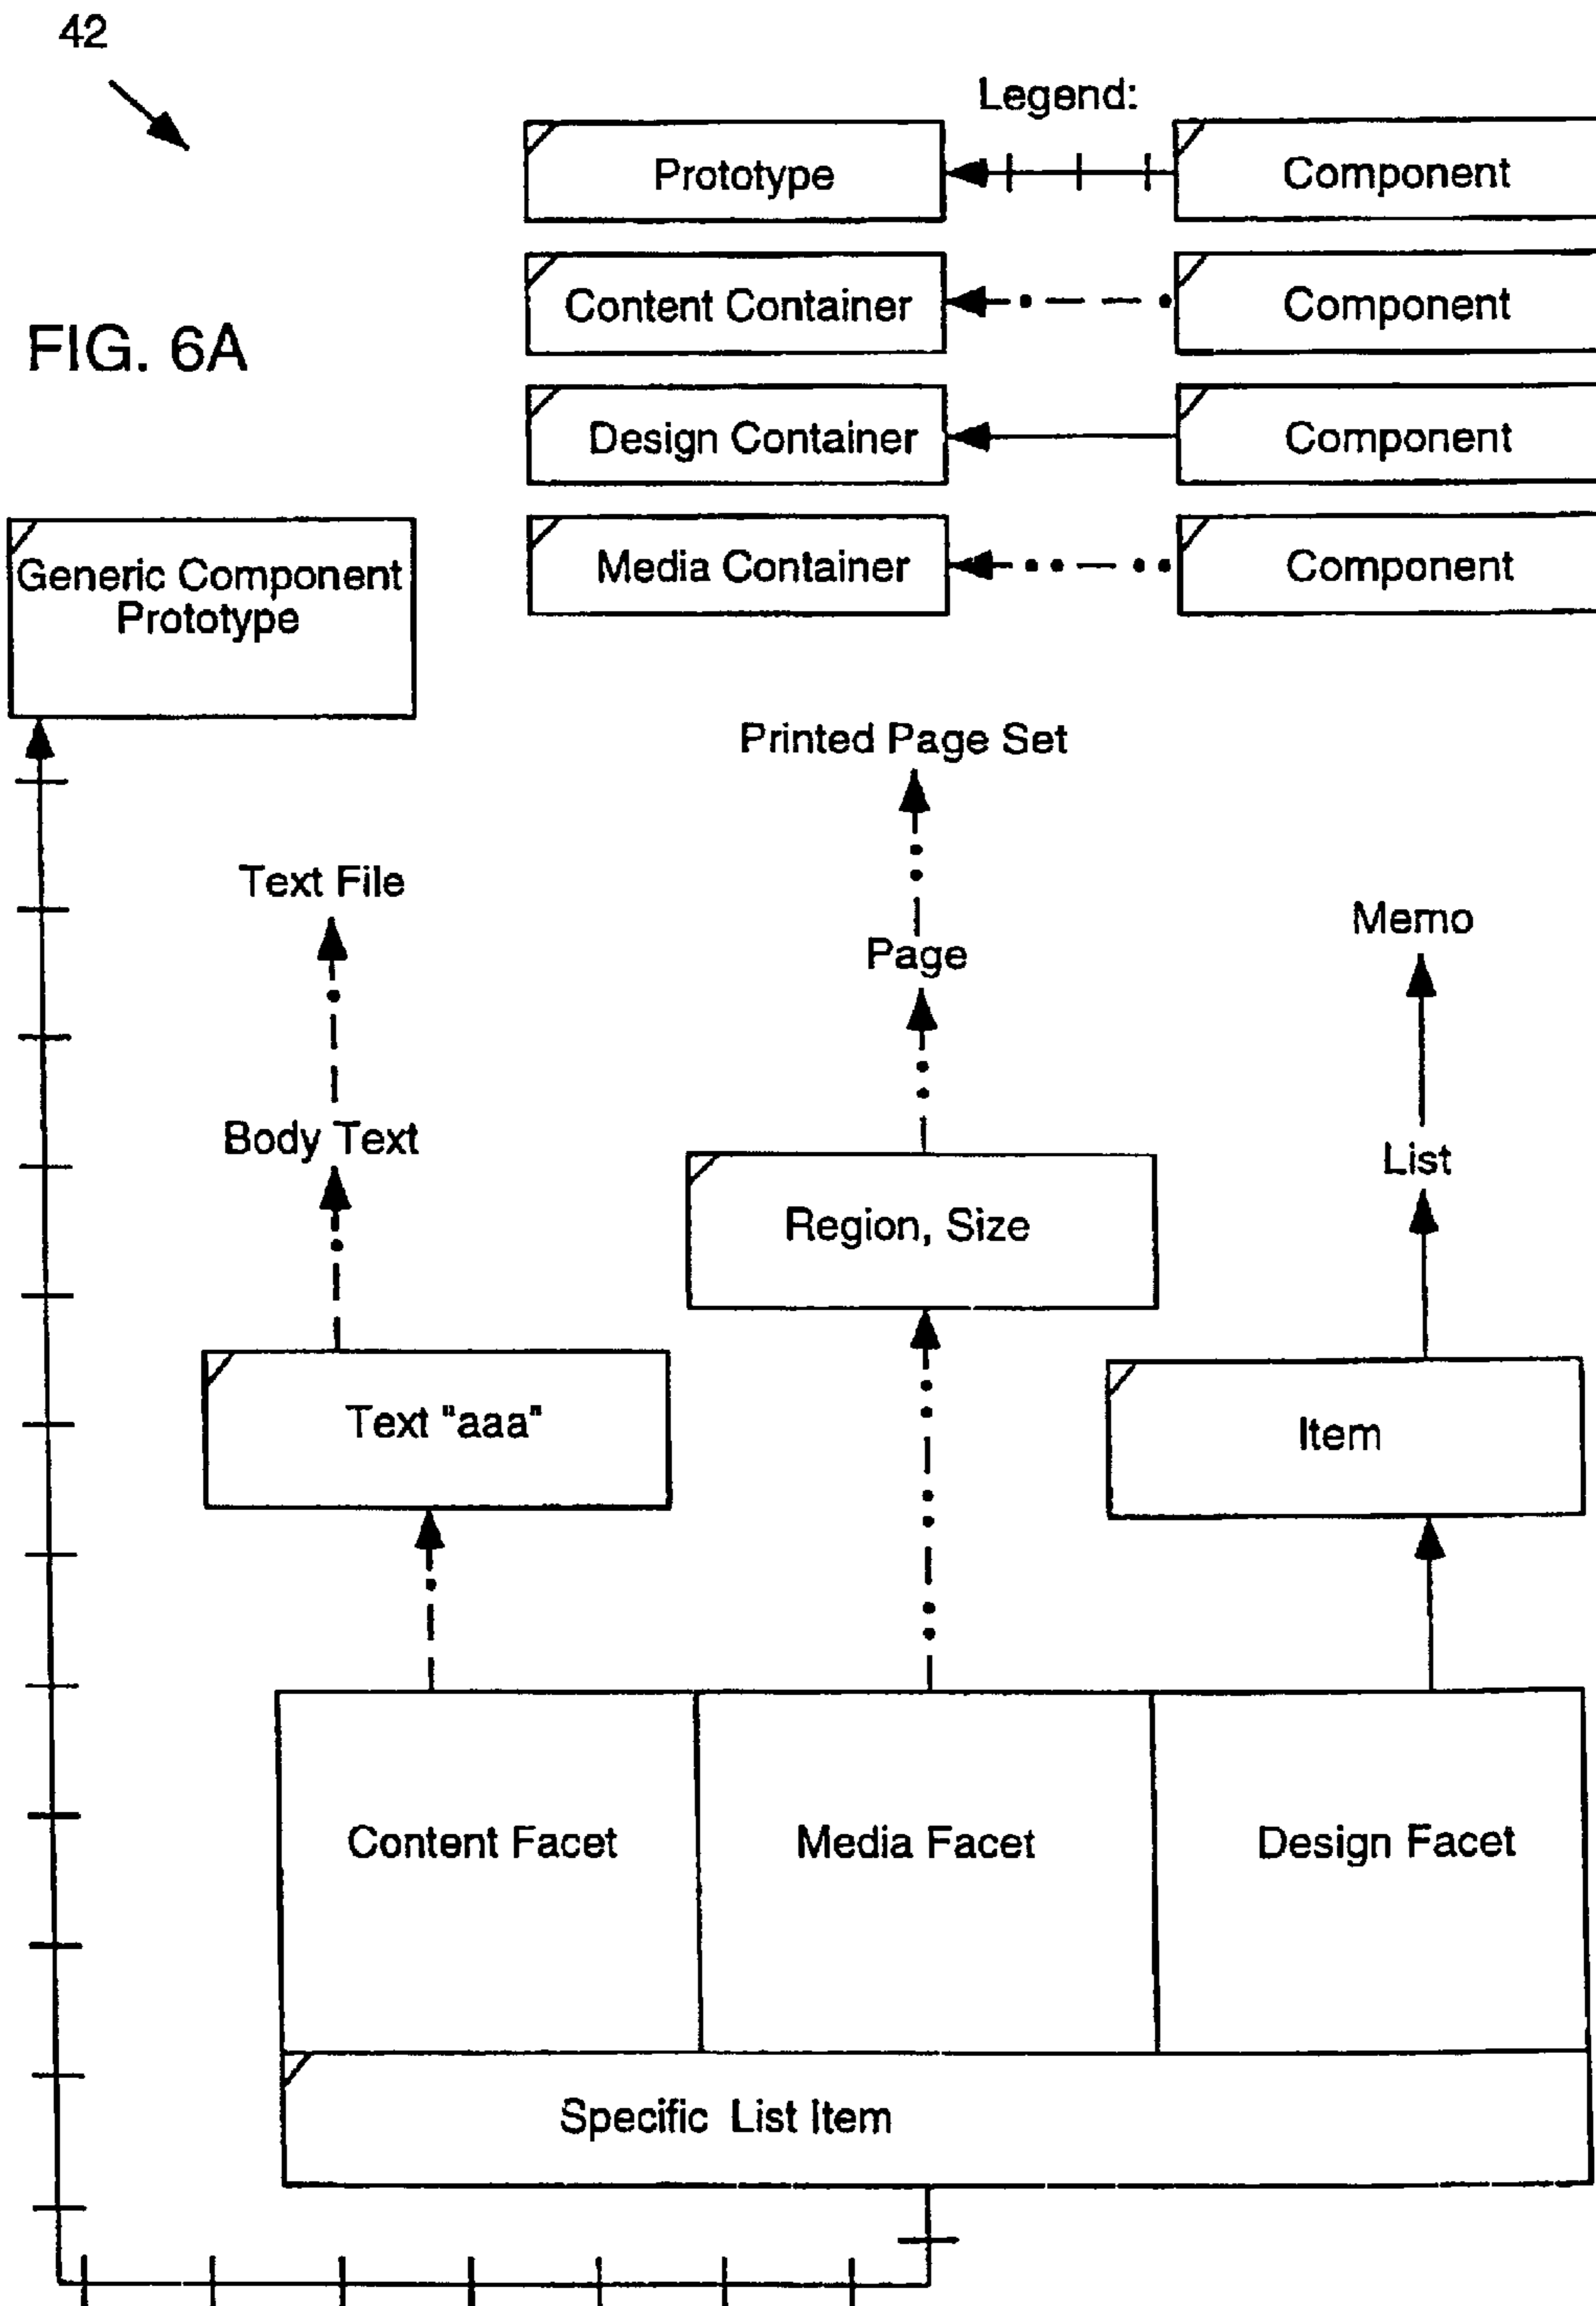 42
Legend:
Prototype
Component
Content Container
Component
FIG. 6A
Design Container
Component
Media Container
Component
Generic Component
Prototype
Printed Page Set
Text File
Memo
Page
Body Text
List
Region, Size
Text "aaa"
Item
Content Facet
Media Facet
Design Facet
Specific List Item